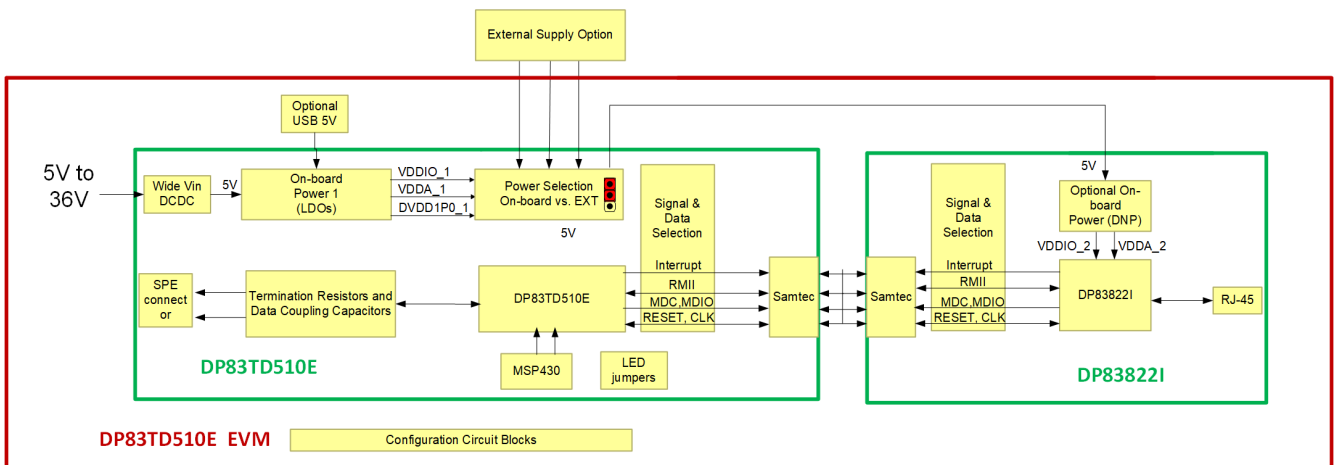 External Supply Option
Optional
USB 5V
5V to
36V
Wide Vin
DCDC
5V
On-board
Power 1
(LDOs)
VDDIO_1
VDDA_1
DVDD1P0_1
Power Selection
On-board vs. EXT
5V
Signal &
Data
Selection
Signal &
Data
Selection
5V
Optional On-
board
Power (DNP)
VDDIO_2
VDDA_2
SPE
connect
or
Termination Resistors and
Data Coupling Capacitors
DP83TD510E
Interrupt
RMII
MDC,MDIO
RESET, CLK
Samtec
Samtec
Interrupt
RMII
MDC,MDIO
RESET, CLK
DP83822I
RJ-45
MSP430
LED
jumpers
DP83TD510E
DP83822I
DP83TD510E EVM
Configuration Circuit Blocks